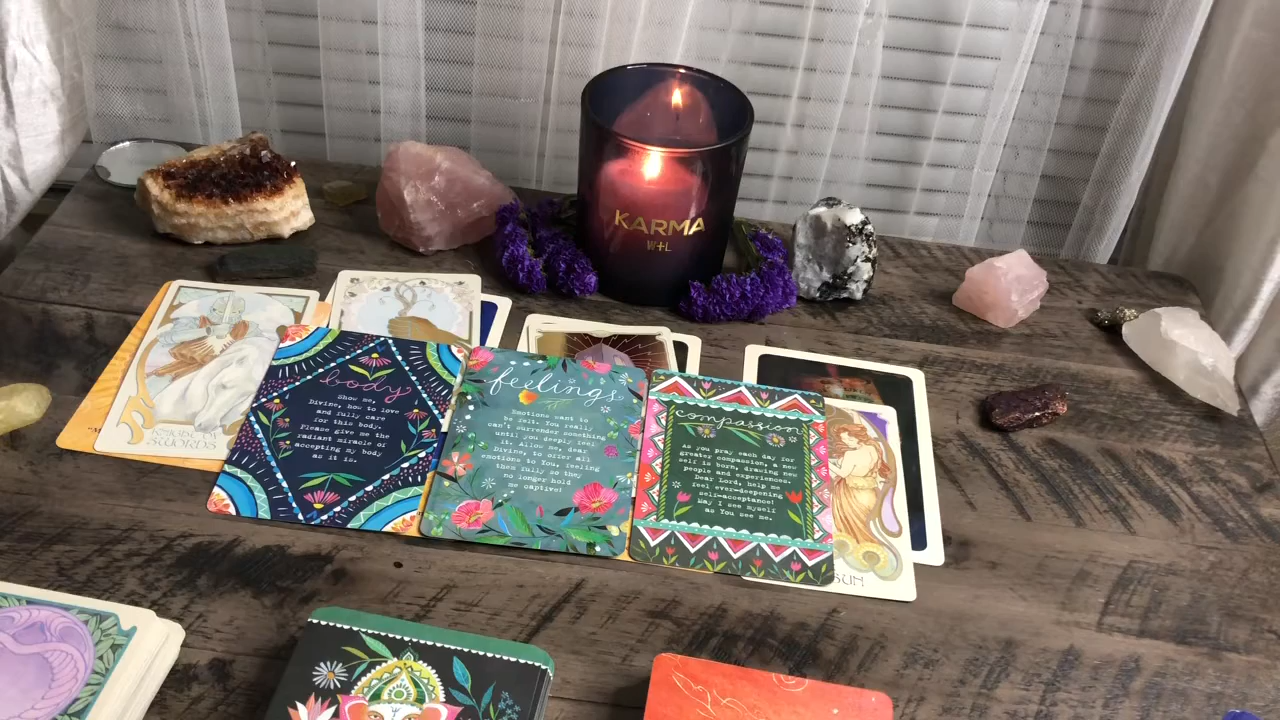 KARMA
W+L
KNIGHT OF
SWORDS
body
Show me,
Divine, how to love
and fully care
for this body.
Please give me the
radiant miracle of
accepting my body
as it is.
feelings
Emotions want to
be felt. You really
can't surrender something
until you deeply feel
it. Allow me, dear
Divine, to offer all
emotions to You, feeling
them fully so they
no longer hold
me captive!
compassion
As you pray each day for
greater compassion, a new
self is born, drawing new
people and experiences.
Dear Lord, help me
feel ever-deepening
self-acceptance!
May I see myself
as You see me.
SUN